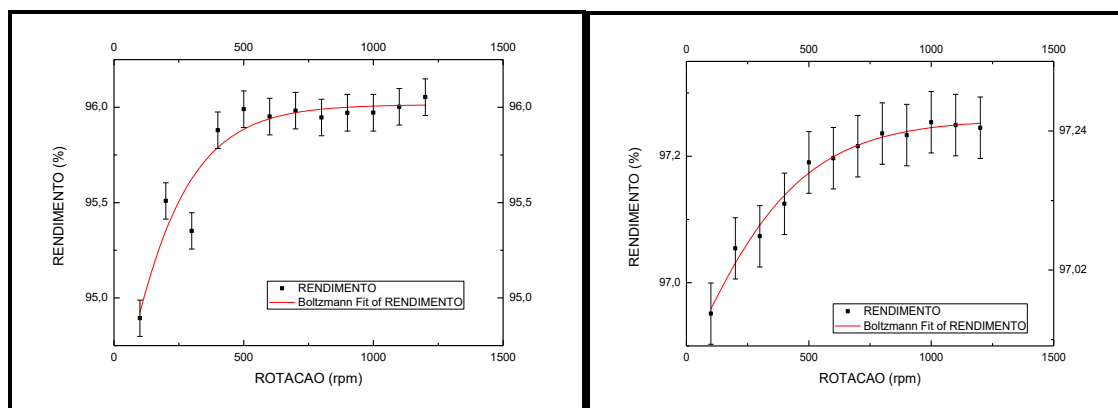 0 500 1000 1500
96,0 96,0
95,5 95,5
95,0 95,0
RENDIMENTO (%)
RENDIMENTO
Boltzmann Fit of RENDIMENTO
0 500 1000 1500
ROTACAO (rpm)
0 500 1000 1500
97,2 97,24
97,0 97,02
RENDIMENTO (%)
RENDIMENTO
Boltzmann Fit of RENDIMENTO
0 500 1000 1500
ROTACAO (rpm)